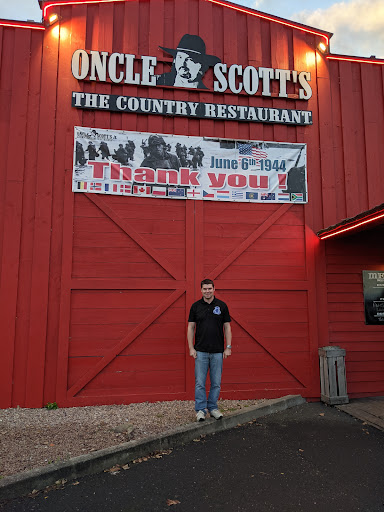 ONCLE SCOTT'S
THE COUNTRY RESTAURANT
June 6th 1944
Thank you !